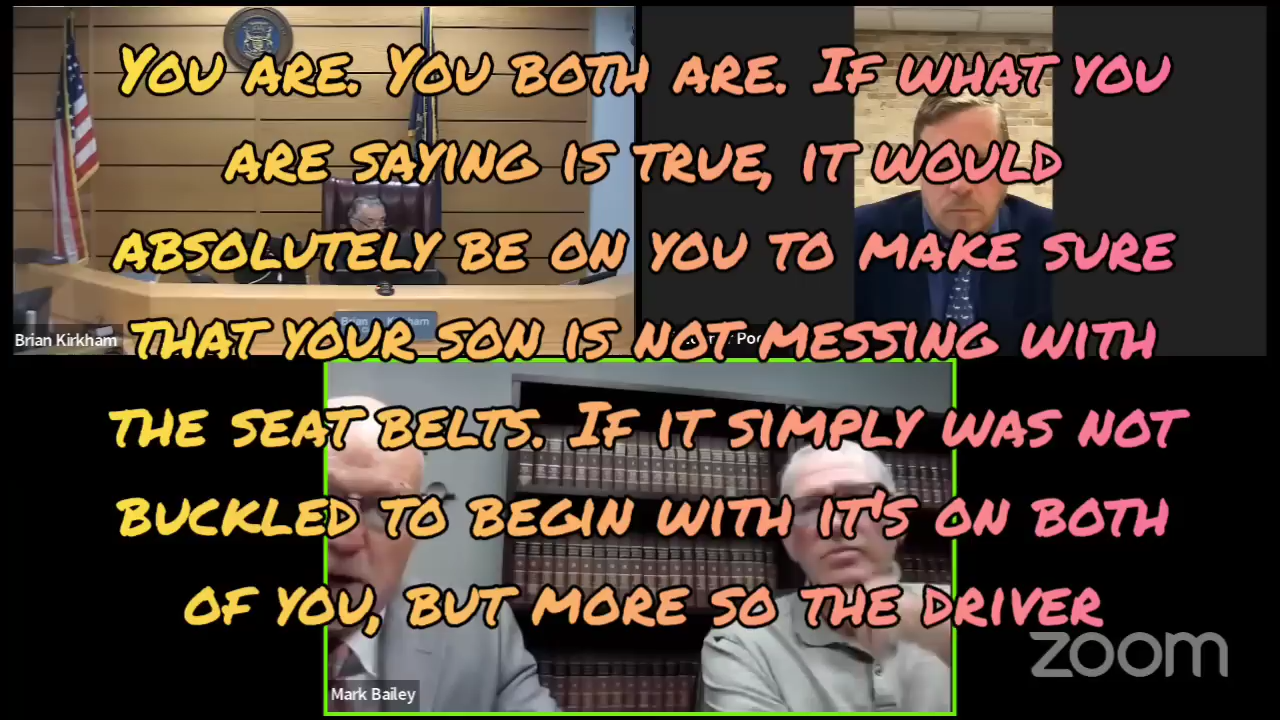 You are. You both are. If what you
are saying is true, it would
absolutely be on you to make sure
that your son is not messing with
the seat belts. If it simply was not
buckled to begin with it's on both
of you, but more so the driver
Brian Kirkham
Mark Bailey
zoom